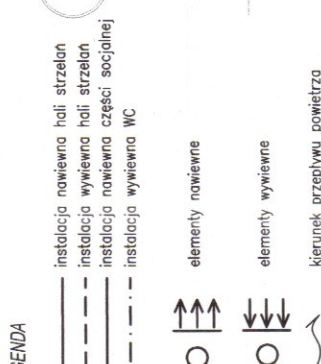 GENDA
instalacja nawiewna hali strzelań
instalacja wywiewna hali strzelań
instalacja nawiewna części socjalnej
instalacja wywiewna WC
elementy nawiewne
elementy wywiewne
kierunek przepływu powietrza